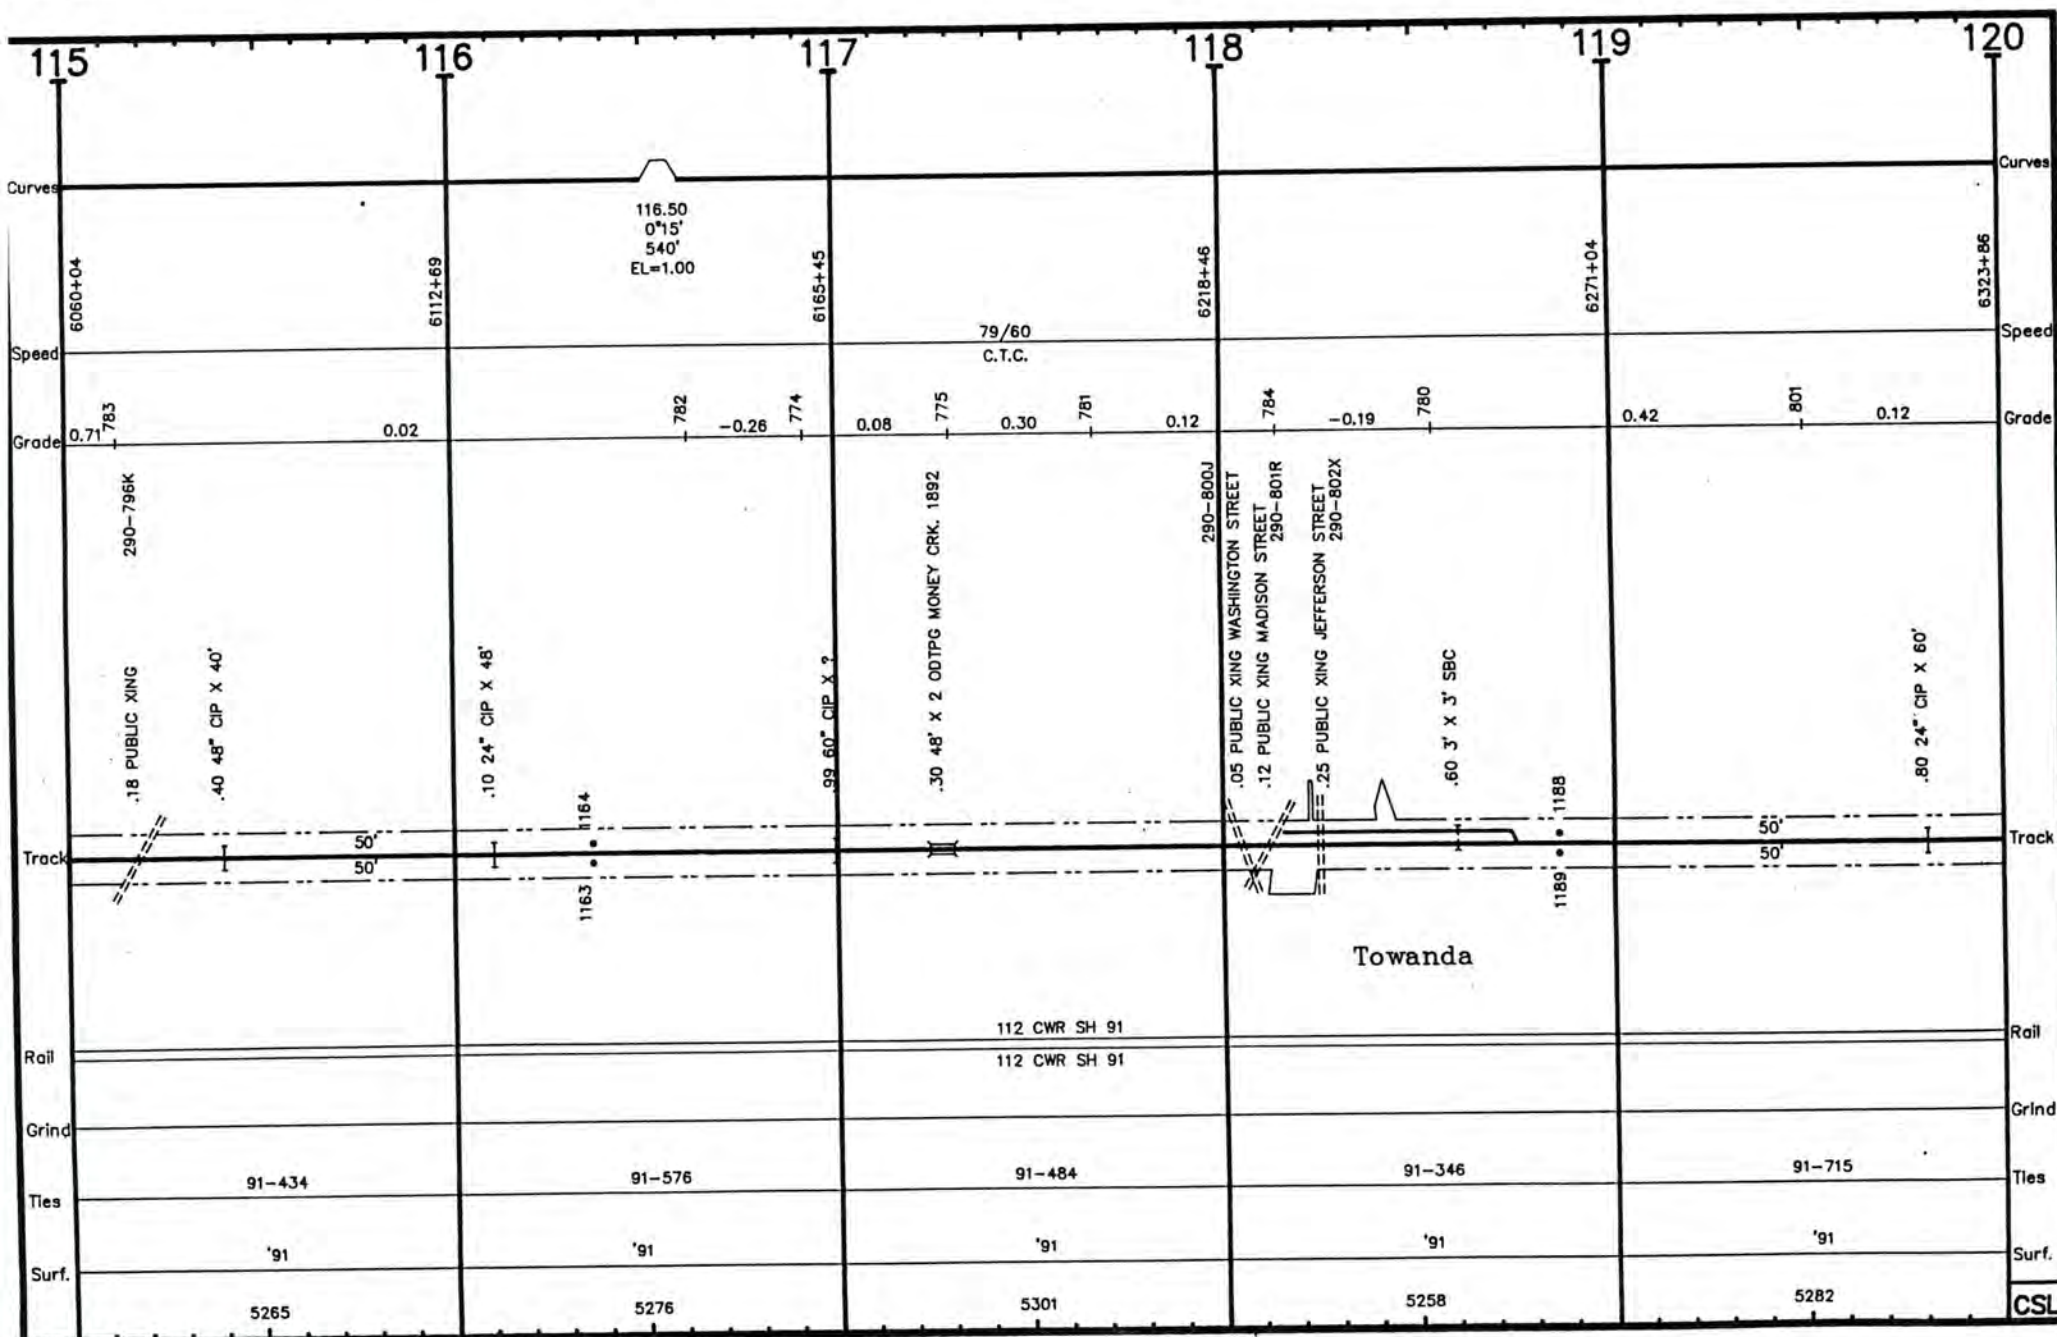 115 116 117 118 119 120
Curves Curves
116.50
0°15'
540'
EL=1.00
6060+04 6112+69 6165+45 6218+46 6271+04 6323+86
Speed 79/60 Speed
C.T.C.
783 782 774 775 781 784 780 801
Grade 0.71 0.02 -0.26 0.08 0.30 0.12 -0.19 0.42 0.12 Grade
.18 PUBLIC XING 290-796K
.40 48" CIP X 40'
.10 24" CIP X 48'
.99 60" CIP X ?
.30 48' X 2 ODTPG MONEY CRK. 1892
290-800J
.05 PUBLIC XING WASHINGTON STREET
.12 PUBLIC XING MADISON STREET
290-801R
.25 PUBLIC XING JEFFERSON STREET
290-802X
.60 3' X 3' SBC
.80 24" CIP X 60'
1164 1188
50' 50'
Track Track
50' 50'
1163 1189
Towanda
112 CWR SH 91
Rail Rail
112 CWR SH 91
Grind Grind
91-434 91-576 91-484 91-346 91-715
Ties Ties
'91 '91 '91 '91 '91
Surf. Surf.
5265 5276 5301 5258 5282
CSL